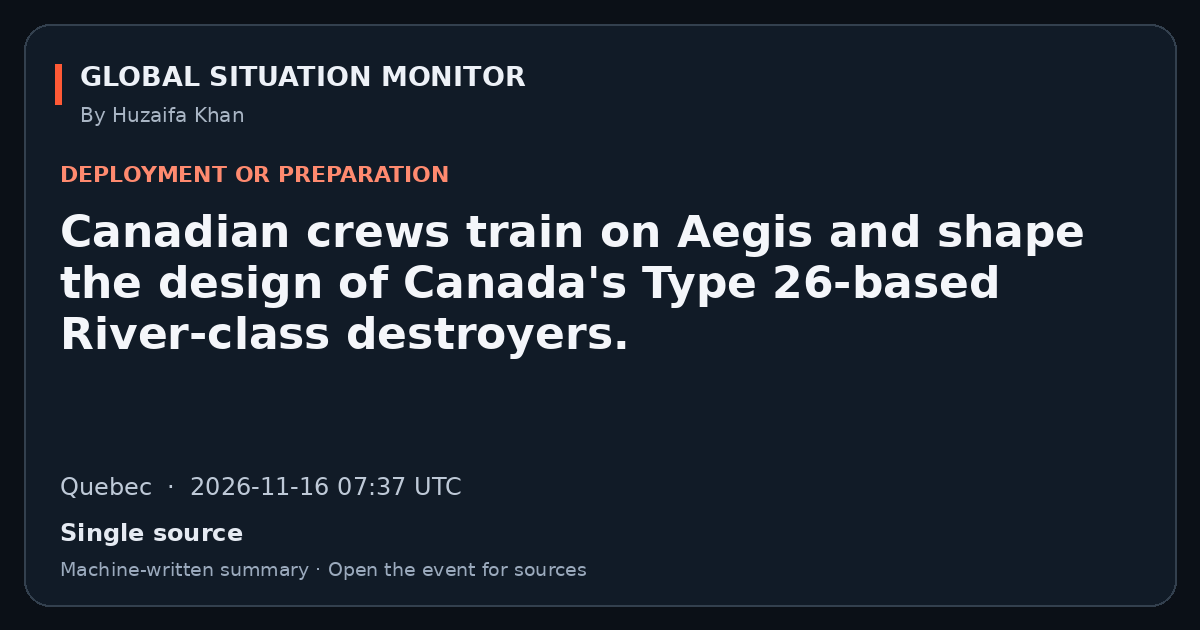 GLOBAL SITUATION MONITOR
By Huzaifa Khan
DEPLOYMENT OR PREPARATION
Canadian crews train on Aegis and shape
the design of Canada's Type 26-based
River-class destroyers.
Quebec · 2026-11-16 07:37 UTC
Single source
Machine-written summary · Open the event for sources